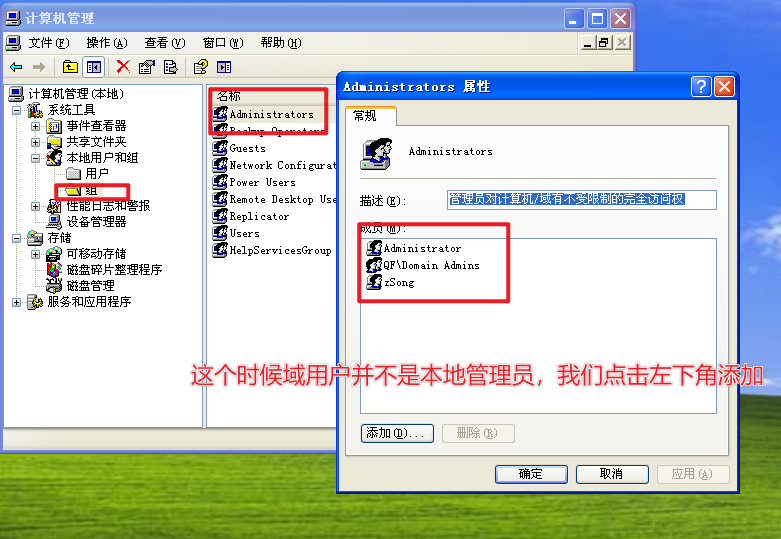 计算机管理
文件(F) 操作(A) 查看(V) 窗口(W) 帮助(H)
计算机管理(本地)
系统工具
事件查看器
共享文件夹
本地用户和组
用户
组
性能日志和警报
设备管理器
存储
可移动存储
磁盘碎片整理程序
磁盘管理
服务和应用程序
名称
Administrators
Backup Operators
Guests
Network Configurat
Power Users
Remote Desktop Use
Replicator
Users
HelpServicesGroup
Administrators 属性
常规
Administrators
描述(E):
管理员对计算机/域有不受限制的完全访问权
成员(M):
Administrator
QF\Domain Admins
zSong
这个时候域用户并不是本地管理员，我们点击左下角添加
添加(D)... 删除(R)
确定 取消 应用(A)